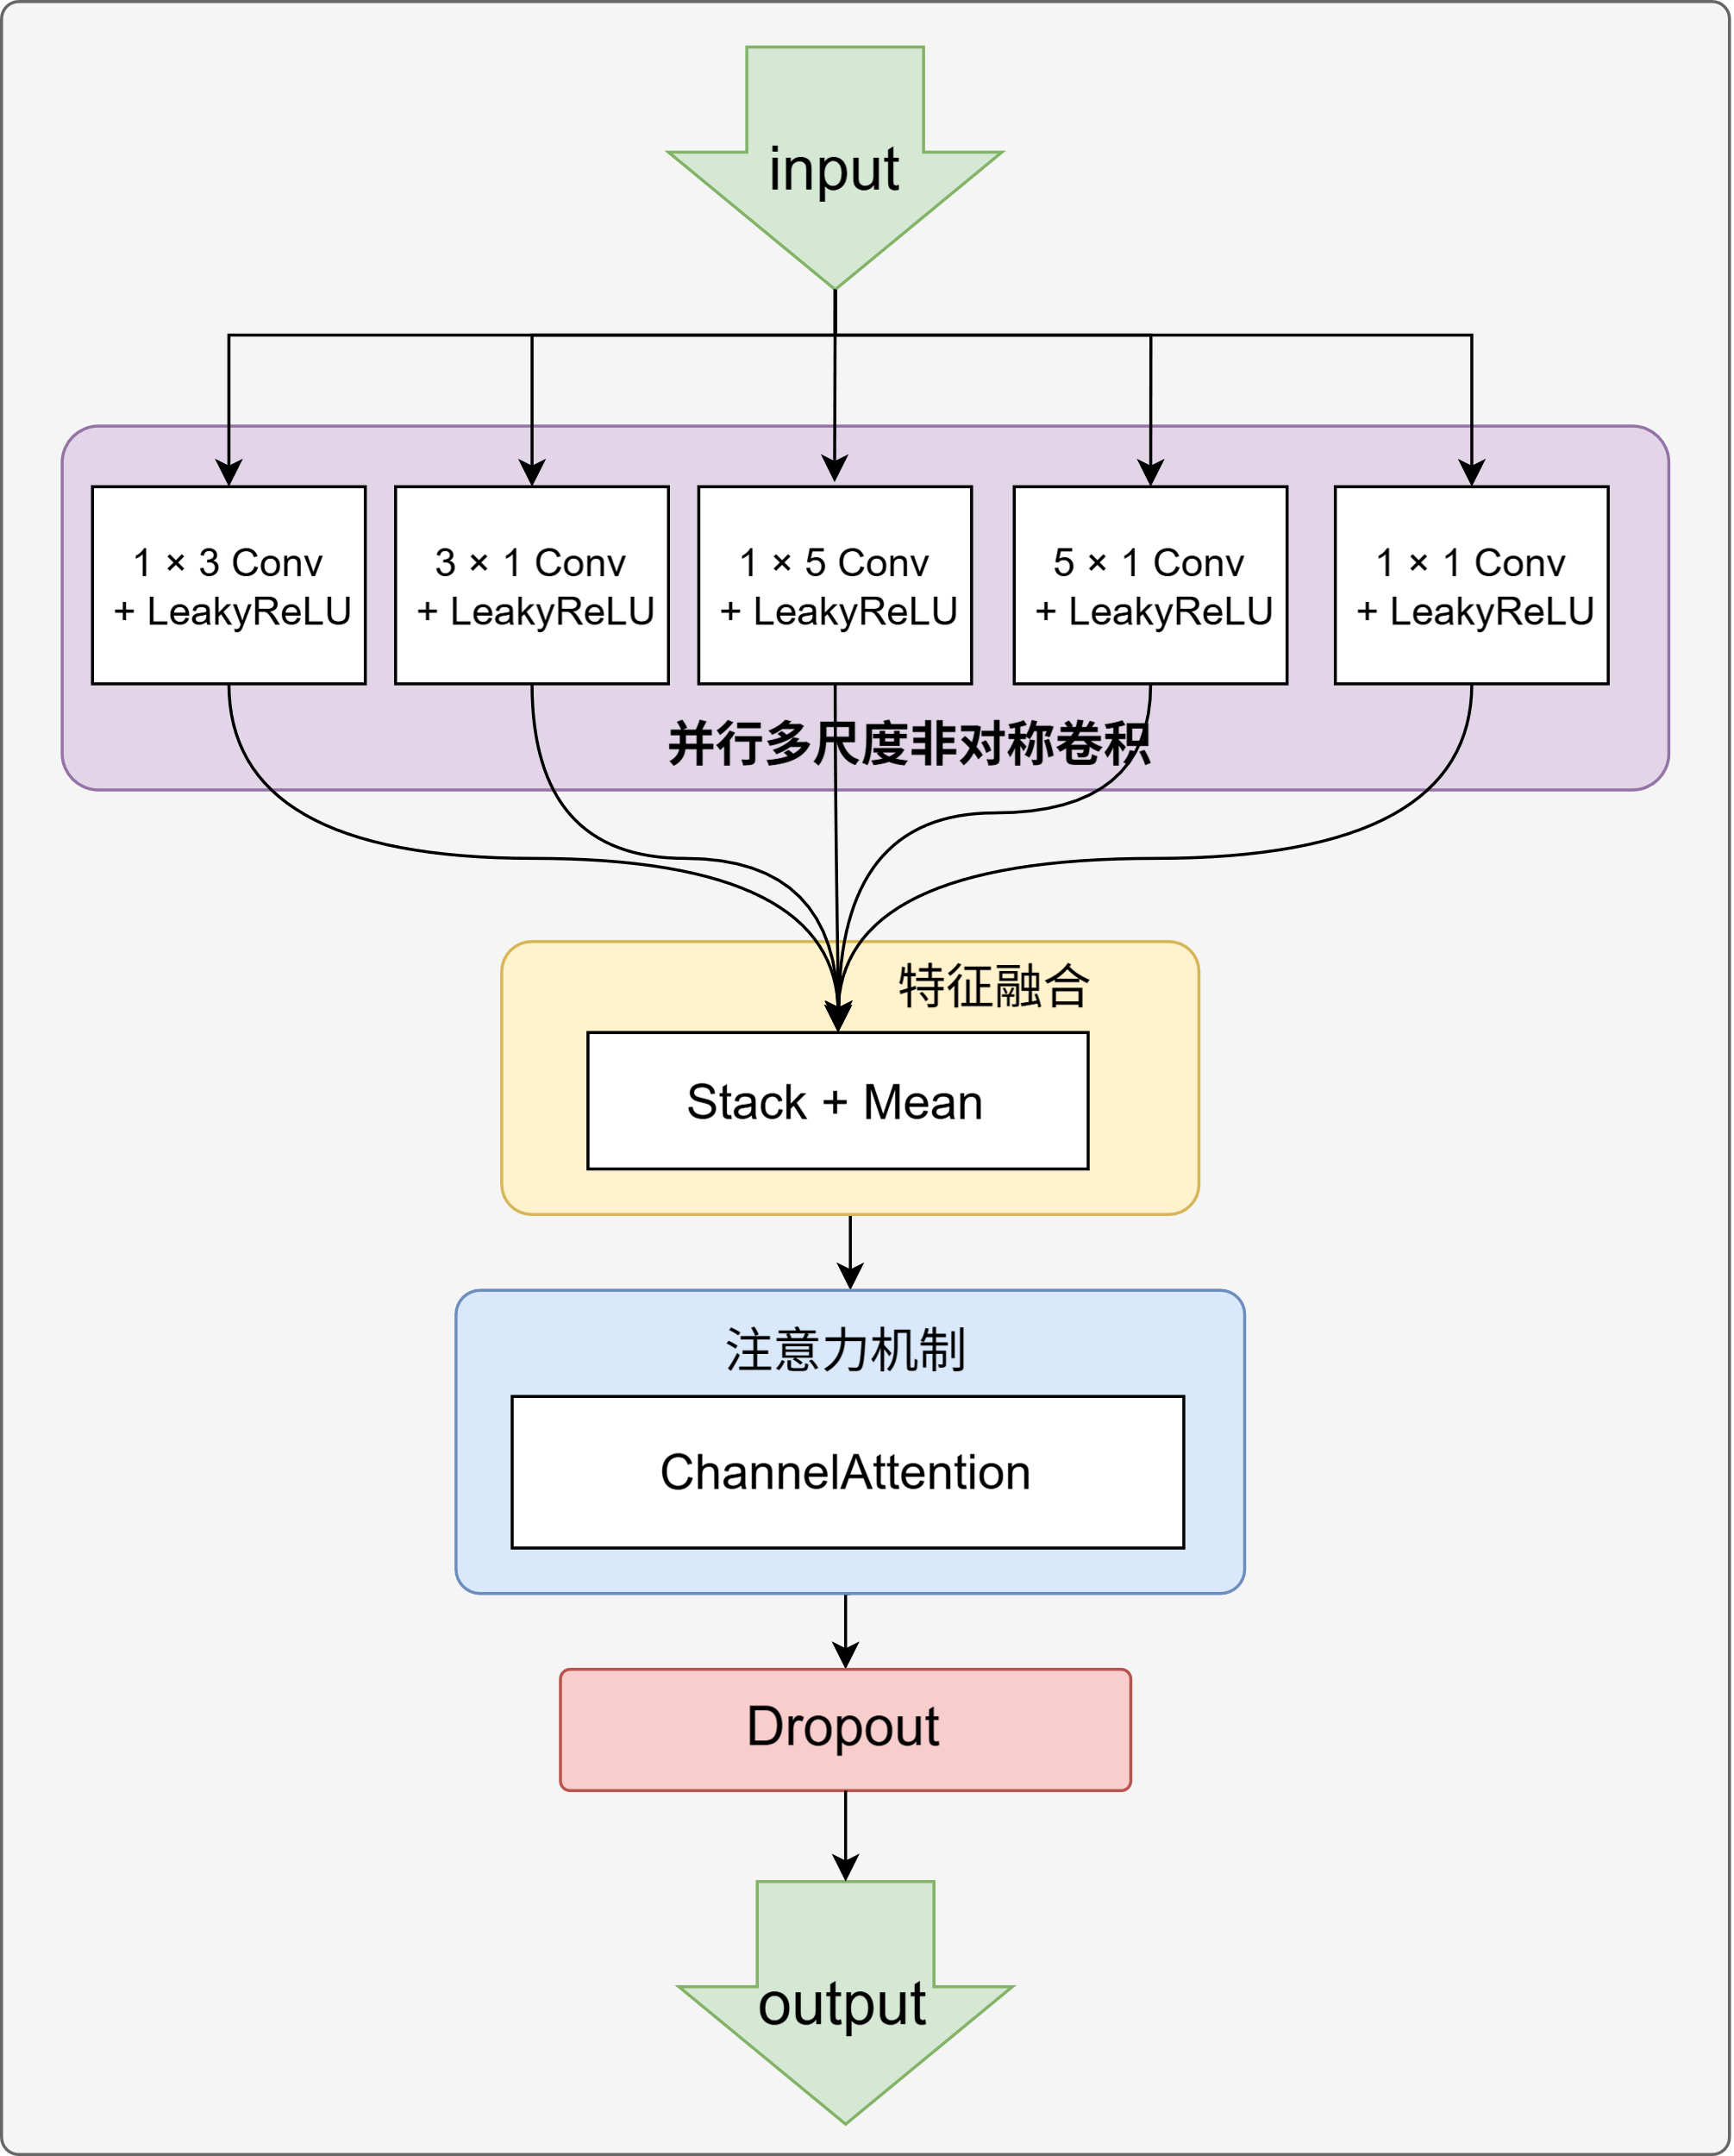 input
1 × 3 Conv
+ LeakyReLU
3 × 1 Conv
+ LeakyReLU
1 × 5 Conv
+ LeakyReLU
5 × 1 Conv
+ LeakyReLU
1 × 1 Conv
+ LeakyReLU
并行多尺度非对称卷积
特征融合
Stack + Mean
注意力机制
ChannelAttention
Dropout
output